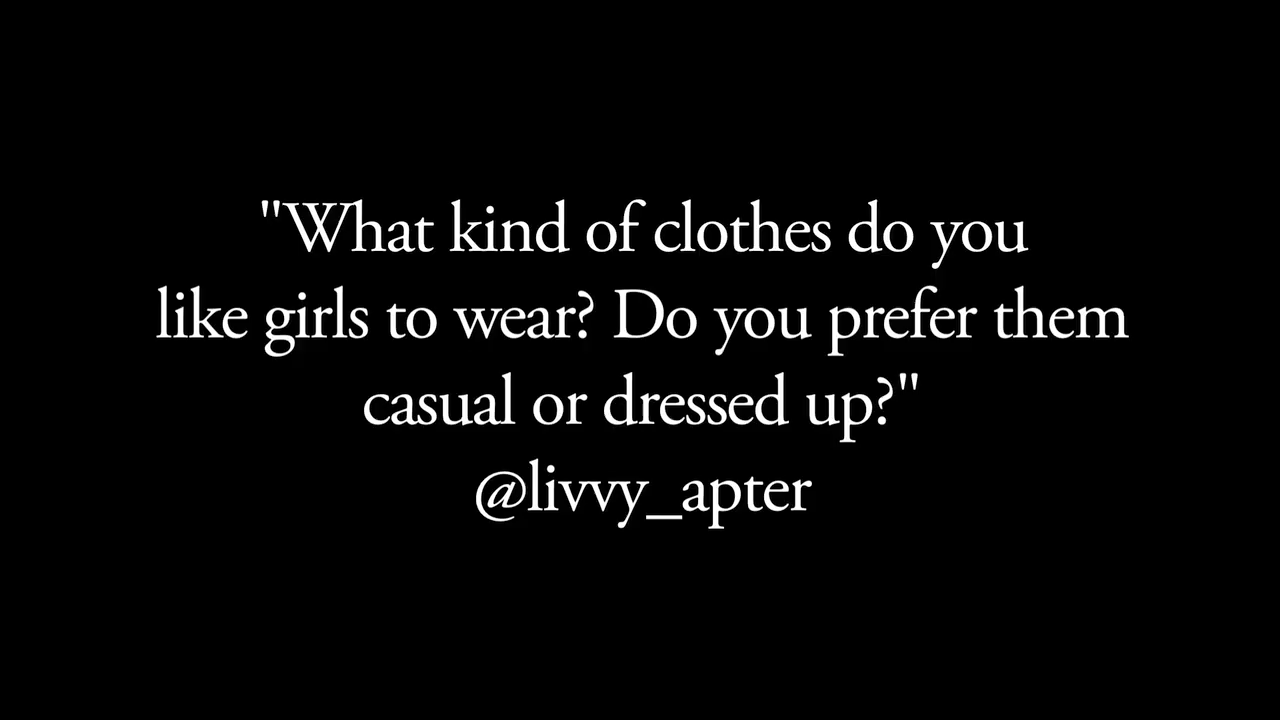 "What kind of clothes do you
like girls to wear? Do you prefer them
casual or dressed up?"
@livvy_apter